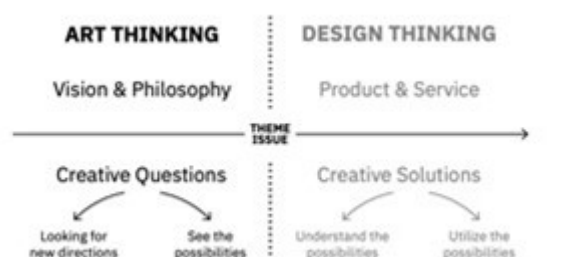 ART THINKING
DESIGN THINKING
Vision & Philosophy
Product & Service
THEME
ISSUE
Creative Questions
Creative Solutions
Looking for
new directions
See the
possibilities
Understand the
possibilities
Utilize the
possibilities